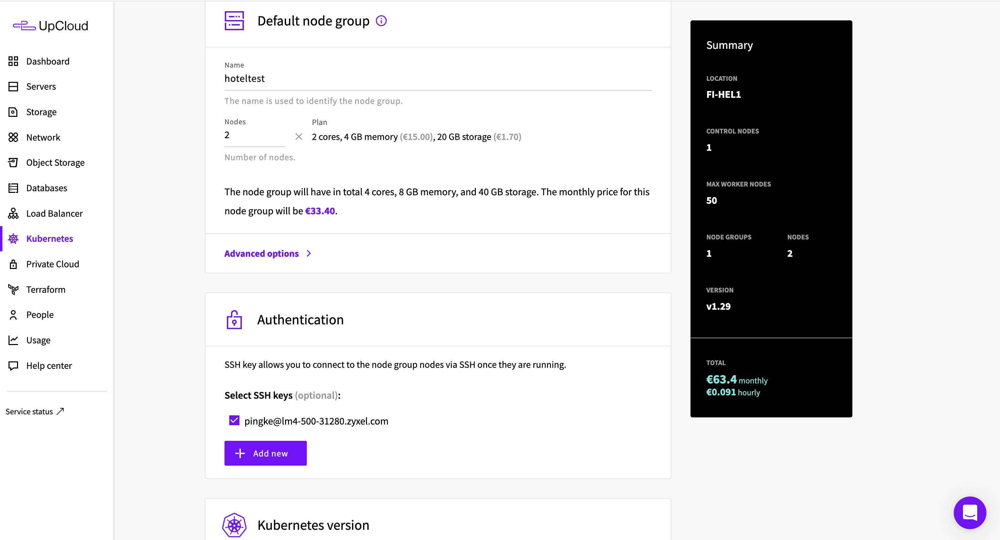 UpCloud
Dashboard
Servers
Storage
Network
Object Storage
Databases
Load Balancer
Kubernetes
Private Cloud
Terraform
People
Usage
Help center
Service status
Default node group
Name
hoteltest
The name is used to identify the node group.
Nodes
2
Plan
2 cores, 4 GB memory (€15.00), 20 GB storage (€1.70)
Number of nodes.
The node group will have in total 4 cores, 8 GB memory, and 40 GB storage. The monthly price for this
node group will be €33.40.
Advanced options
Authentication
SSH key allows you to connect to the node group nodes via SSH once they are running.
Select SSH keys (optional):
pingke@lm4-500-31280.zyxel.com
Add new
Kubernetes version
Summary
LOCATION
FI-HEL1
CONTROL NODES
1
MAX WORKER NODES
50
NODE GROUPS
1
NODES
2
VERSION
v1.29
TOTAL
€63.4 monthly
€0.091 hourly